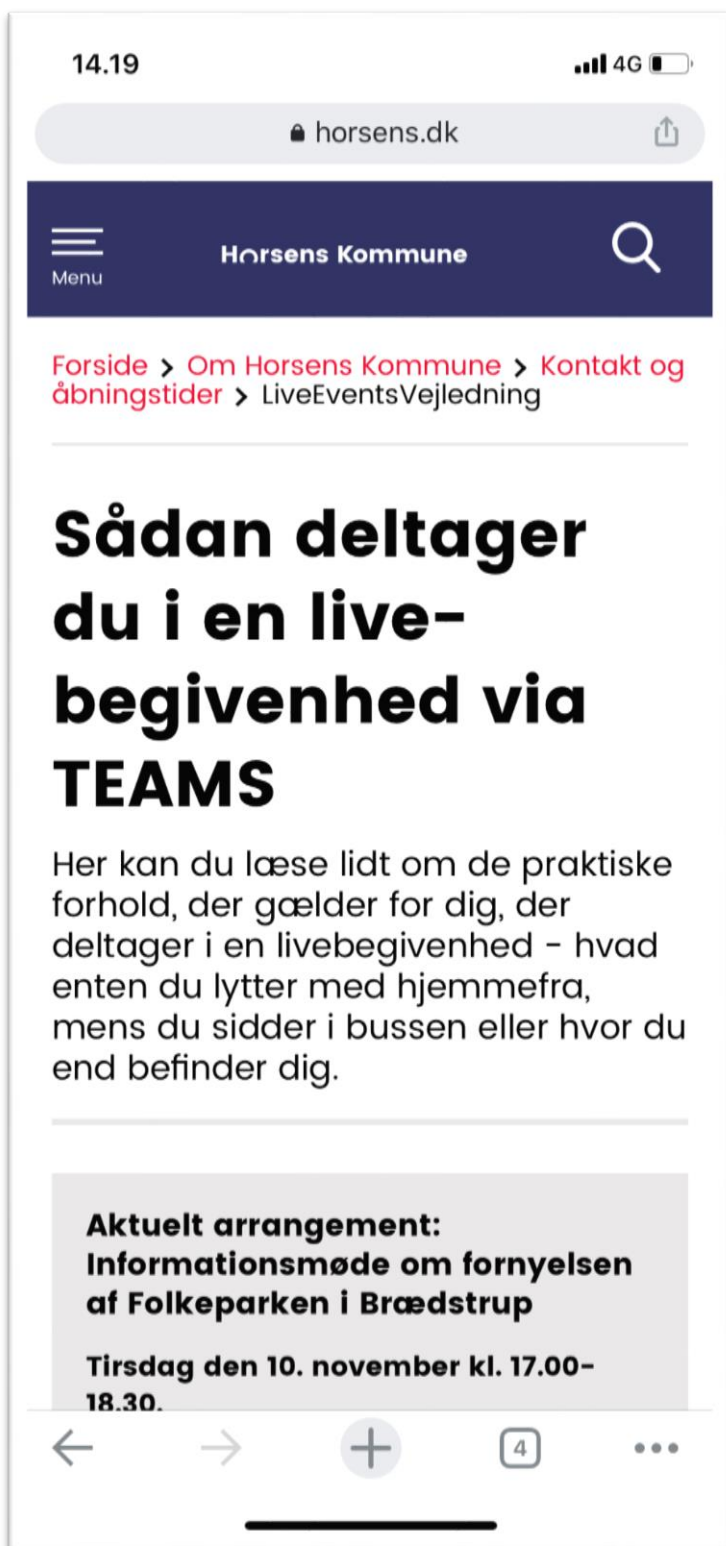 14.19
4G
horsens.dk
Menu
Horsens Kommune
Forside > Om Horsens Kommune > Kontakt og
åbningstider > LiveEventsVejledning
Sådan deltager
du i en live-
begivenhed via
TEAMS
Her kan du læse lidt om de praktiske
forhold, der gælder for dig, der
deltager i en livebegivenhed - hvad
enten du lytter med hjemmefra,
mens du sidder i bussen eller hvor du
end befinder dig.
Aktuelt arrangement:
Informationsmøde om fornyelsen
af Folkeparken i Brædstrup
Tirsdag den 10. november kl. 17.00-
18.30.
4